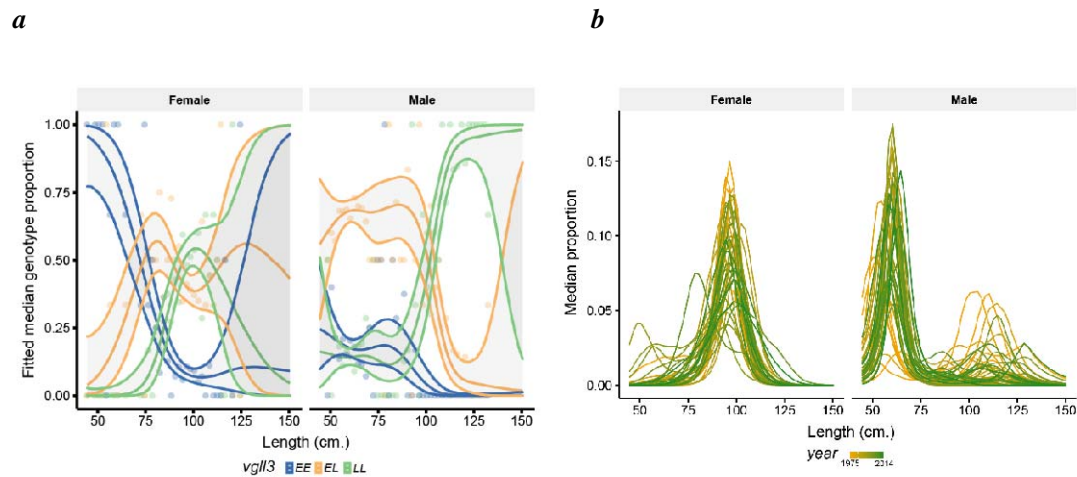 a
b
Female
Male
Fitted median genotype proportion
1.00
0.75
0.50
0.25
0.00
50
75
100
125
150
50
75
100
125
150
Length (cm.)
vgll3 EE EL LL
Female
Male
Median proportion
0.15
0.10
0.05
0.00
50
75
100
125
150
50
75
100
125
150
Length (cm.)
year
1975
2014